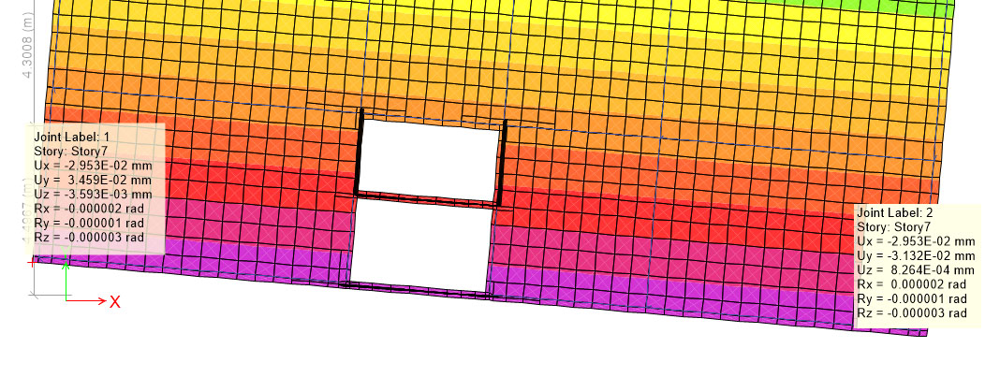 4.3008 (m)
Joint Label: 1
Story: Story7
Ux = -2.953E-02 mm
Uy =  3.459E-02 mm
Uz = -3.593E-03 mm
Rx = -0.000002 rad
Ry = -0.000001 rad
Rz = -0.000003 rad
Joint Label: 2
Story: Story7
Ux = -2.953E-02 mm
Uy = -3.132E-02 mm
Uz =  8.264E-04 mm
Rx =  0.000002 rad
Ry = -0.000001 rad
Rz = -0.000003 rad
X